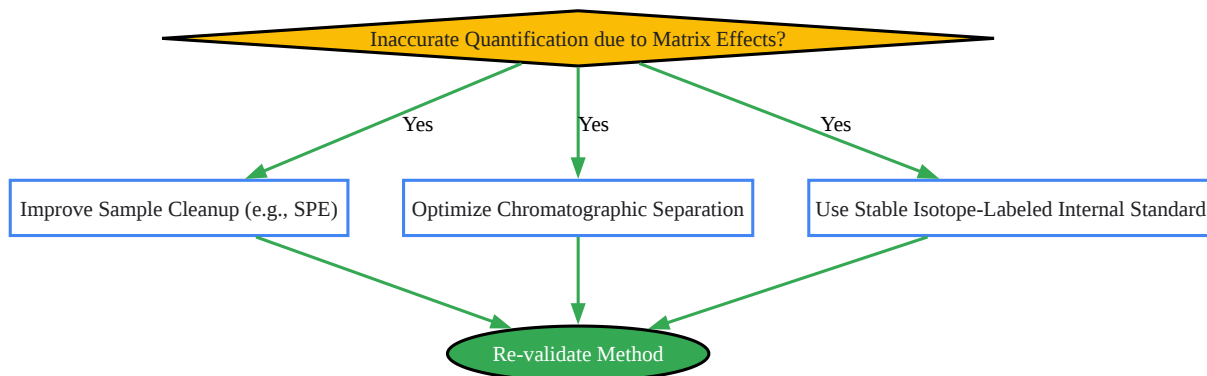 Inaccurate Quantification due to Matrix Effects?
Yes
Yes
Yes
Improve Sample Cleanup (e.g., SPE)
Optimize Chromatographic Separation
Use Stable Isotope-Labeled Internal Standard
Re-validate Method